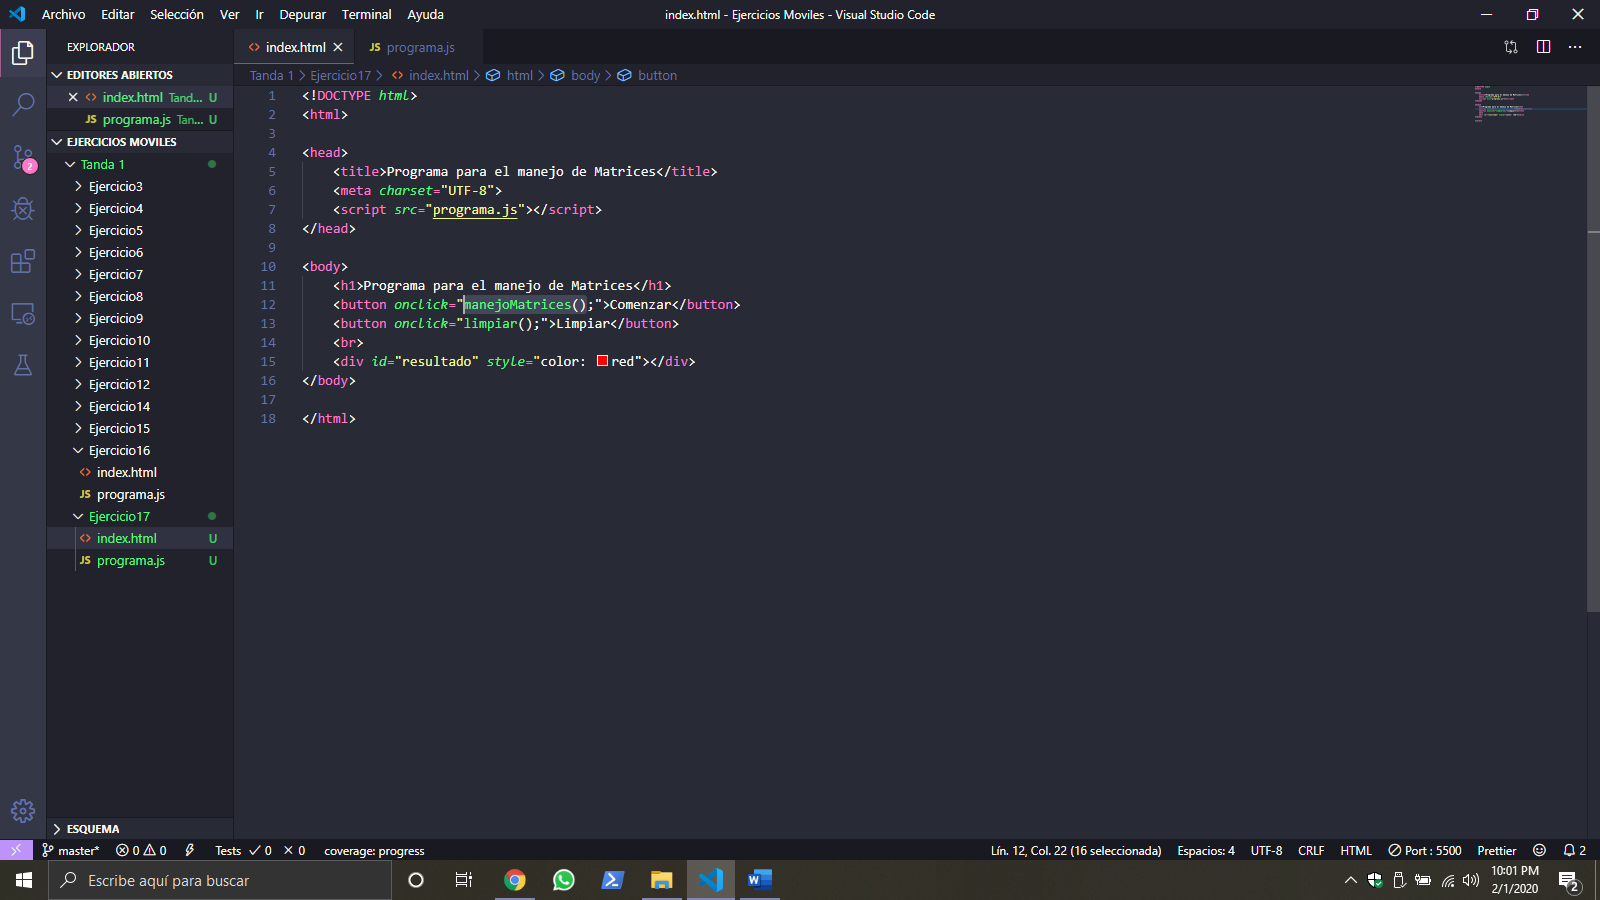 Archivo Editar Selección Ver Ir Depurar Terminal Ayuda
index.html - Ejercicios Moviles - Visual Studio Code
EXPLORADOR
EDITORES ABIERTOS
index.html Tand... U
JS programa.js Tan... U
EJERCICIOS MOVILES
Tanda 1
Ejercicio3
Ejercicio4
Ejercicio5
Ejercicio6
Ejercicio7
Ejercicio8
Ejercicio9
Ejercicio10
Ejercicio11
Ejercicio12
Ejercicio14
Ejercicio15
Ejercicio16
<> index.html
JS programa.js
Ejercicio17
<> index.html U
JS programa.js U
ESQUEMA
2
<> index.html
JS programa.js
Tanda 1 > Ejercicio17 > <> index.html > html > body > button
1 <!DOCTYPE html>
2 <html>
3
4 <head>
5 <title>Programa para el manejo de Matrices</title>
6 <meta charset="UTF-8">
7 <script src="programa.js"></script>
8 </head>
9
10 <body>
11 <h1>Programa para el manejo de Matrices</h1>
12 <button onclick="manejoMatrices();">Comenzar</button>
13 <button onclick="limpiar();">Limpiar</button>
14 <br>
15 <div id="resultado" style="color: red"></div>
16 </body>
17
18 </html>
master* 0 0 Tests 0 0 coverage: progress
Lín. 12, Col. 22 (16 seleccionada) Espacios: 4 UTF-8 CRLF HTML Port : 5500 Prettier 2
Escribe aquí para buscar
10:01 PM
2/1/2020
2